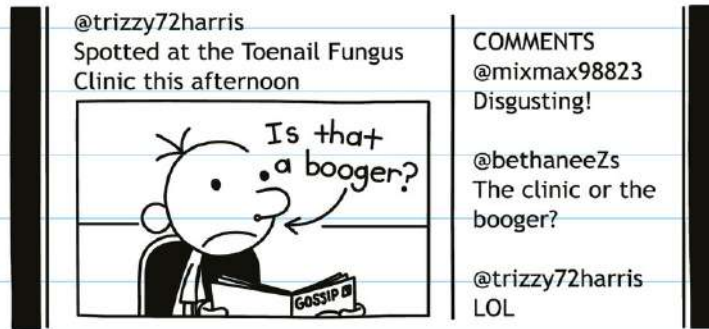 @trizzy72harris
Spotted at the Toenail Fungus
Clinic this afternoon
Is that
a booger?
GOSSIP
COMMENTS
@mixmax98823
Disgusting!
@bethaneeZs
The clinic or the
booger?
@trizzy72harris
LOL